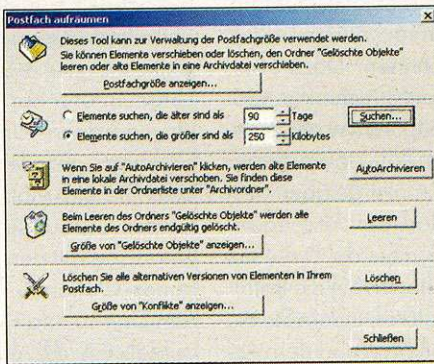 Postfach aufräumen
Dieses Tool kann zur Verwaltung der Postfachgröße verwendet werden.
Sie können Elemente verschieben oder löschen, den Ordner "Gelöschte Objekte"
leeren oder alte Elemente in eine Archivdatei verschieben.
Postfachgröße anzeigen...
Elemente suchen, die älter sind als 90 Tage
Suchen...
Elemente suchen, die größer sind als 250 Kilobytes
Wenn Sie auf "AutoArchivieren" klicken, werden alte Elemente
in eine lokale Archivdatei verschoben. Sie finden diese
Elemente in der Ordnerliste unter "Archivordner".
AutoArchivieren
Beim Leeren des Ordners "Gelöschte Objekte" werden alle
Elemente des Ordners endgültig gelöscht.
Leeren
Größe von "Gelöschte Objekte" anzeigen...
Löschen Sie alle alternativen Versionen von Elementen in Ihrem
Postfach.
Löschen
Größe von "Konflikte" anzeigen...
Schließen